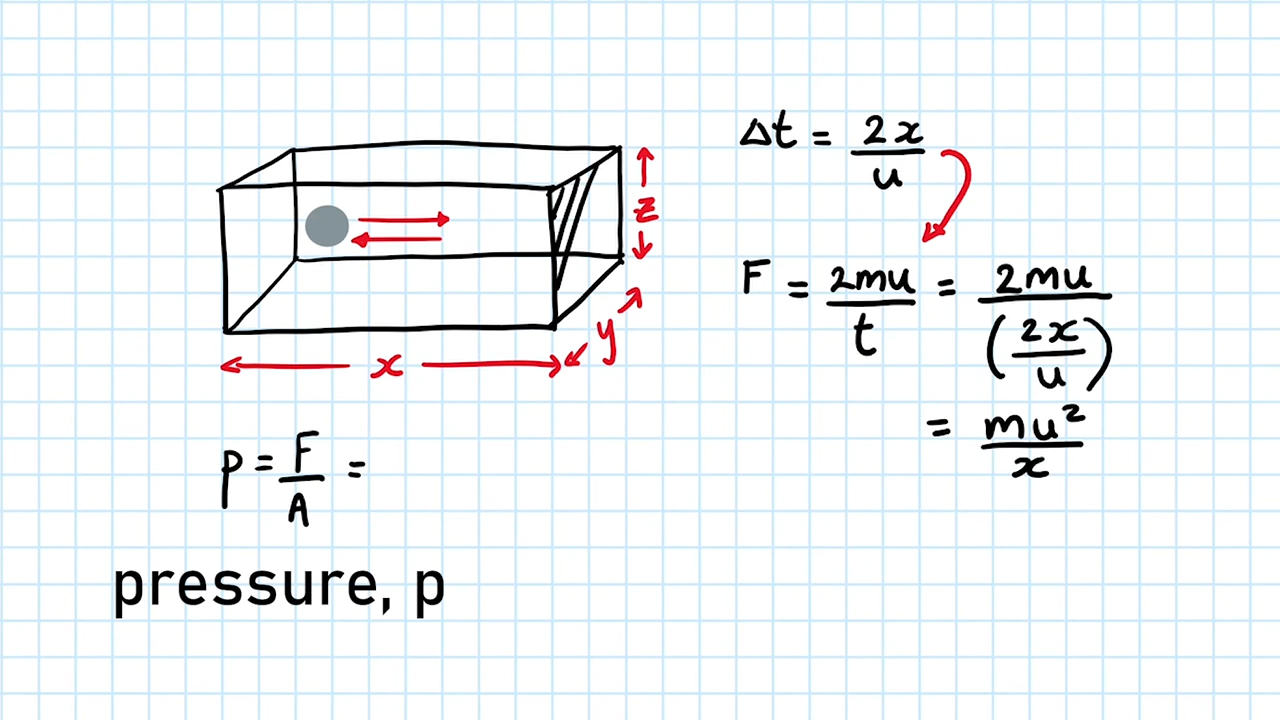 Δt = 2x/u
z
y
x
F = 2mu/t = 2mu/(2x/u)
= mu²/x
p = F/A =
pressure, p